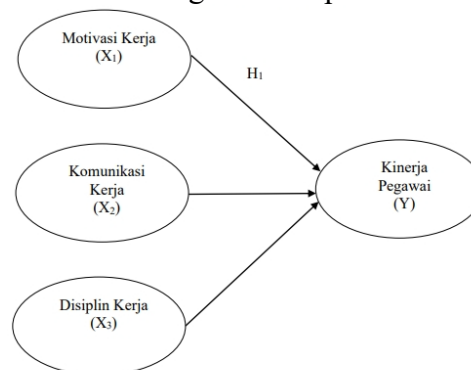 Motivasi Kerja
(X₁)
H₁
Komunikasi
Kerja
(X₂)
Kinerja
Pegawai
(Y)
Disiplin Kerja
(X₃)